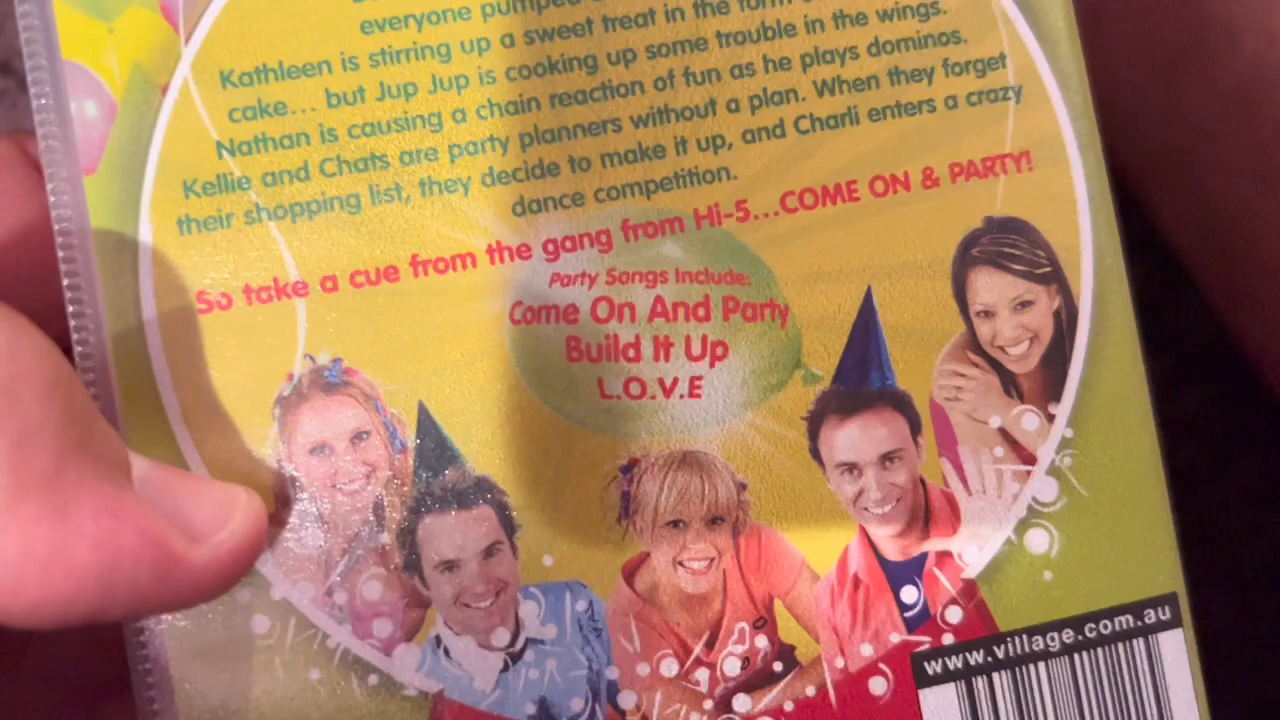 everyone pumped
Kathleen is stirring up a sweet treat in the form
cake... but Jup Jup is cooking up some trouble in the wings.
Nathan is causing a chain reaction of fun as he plays dominos.
Kellie and Chats are party planners without a plan. When they forget
their shopping list, they decide to make it up, and Charli enters a crazy
dance competition.
So take a cue from the gang from Hi-5...COME ON & PARTY!
Party Songs Include:
Come On And Party
Build It Up
L.O.V.E
www.village.com.au